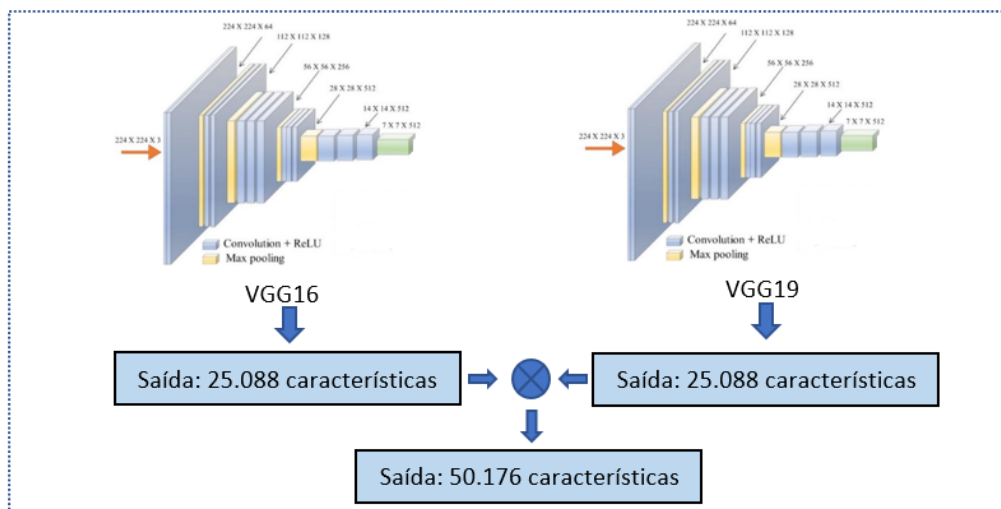 224 X 224 X 64
112 X 112 X 128
56 X 56 X 256
28 X 28 X 512
14 X 14 X 512
7 X 7 X 512
224 X 224 X 3
Convolution + ReLU
Max pooling
VGG16
224 X 224 X 64
112 X 112 X 128
56 X 56 X 256
28 X 28 X 512
14 X 14 X 512
7 X 7 X 512
224 X 224 X 3
Convolution + ReLU
Max pooling
VGG19
Saída: 25.088 característícas
Saída: 25.088 característícas
Saída: 50.176 característícas